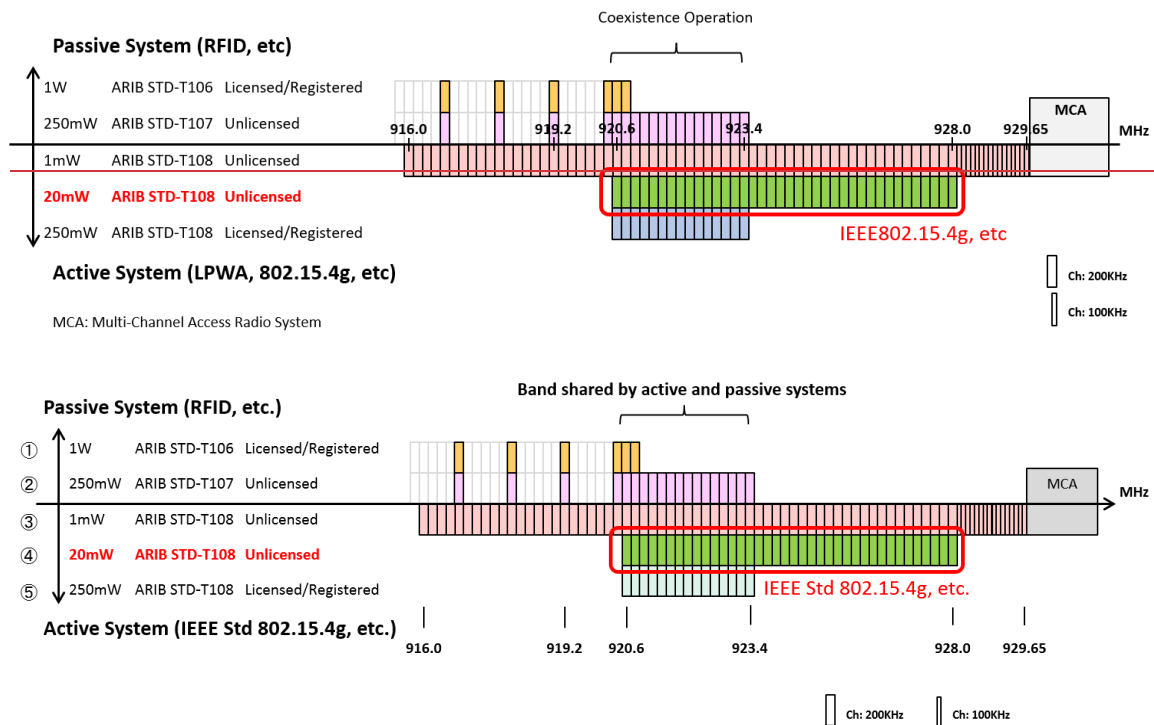 Coexistence Operation
Passive System (RFID, etc)
1W ARIB STD-T106 Licensed/Registered
250mW ARIB STD-T107 Unlicensed
MCA
916.0 919.2 920.6 923.4 928.0 929.65 MHz
1mW ARIB STD-T108 Unlicensed
20mW ARIB STD-T108 Unlicensed
250mW ARIB STD-T108 Licensed/Registered
IEEE802.15.4g, etc
Active System (LPWA, 802.15.4g, etc)
Ch: 200KHz
Ch: 100KHz
MCA: Multi-Channel Access Radio System
Band shared by active and passive systems
Passive System (RFID, etc.)
① 1W ARIB STD-T106 Licensed/Registered
② 250mW ARIB STD-T107 Unlicensed
MCA
MHz
③ 1mW ARIB STD-T108 Unlicensed
④ 20mW ARIB STD-T108 Unlicensed
⑤ 250mW ARIB STD-T108 Licensed/Registered
IEEE Std 802.15.4g, etc.
Active System (IEEE Std 802.15.4g, etc.)
916.0 919.2 920.6 923.4 928.0 929.65
Ch: 200KHz Ch: 100KHz